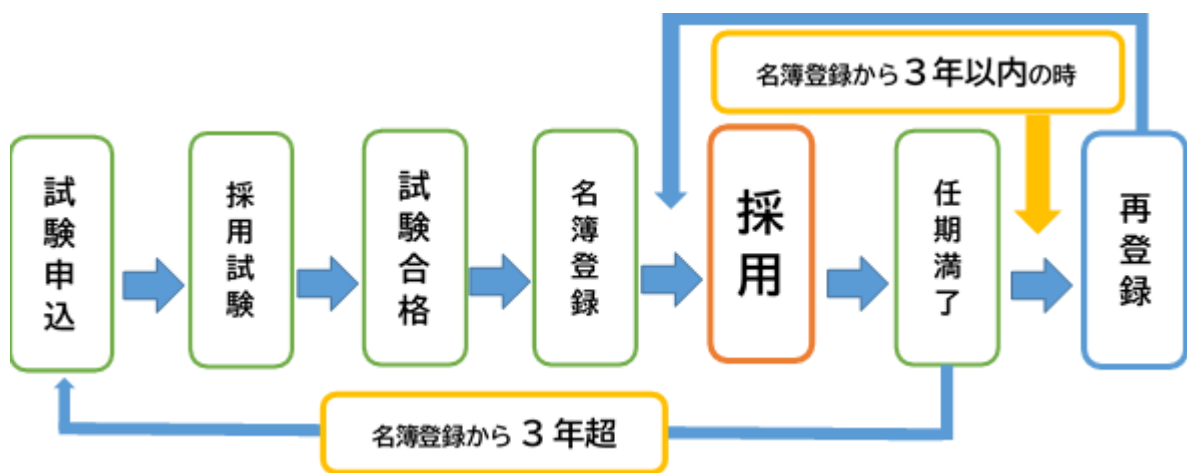 名簿登録から３年以内の時
試験申込
採用試験
試験合格
名簿登録
採用
任期満了
再登録
名簿登録から３年超